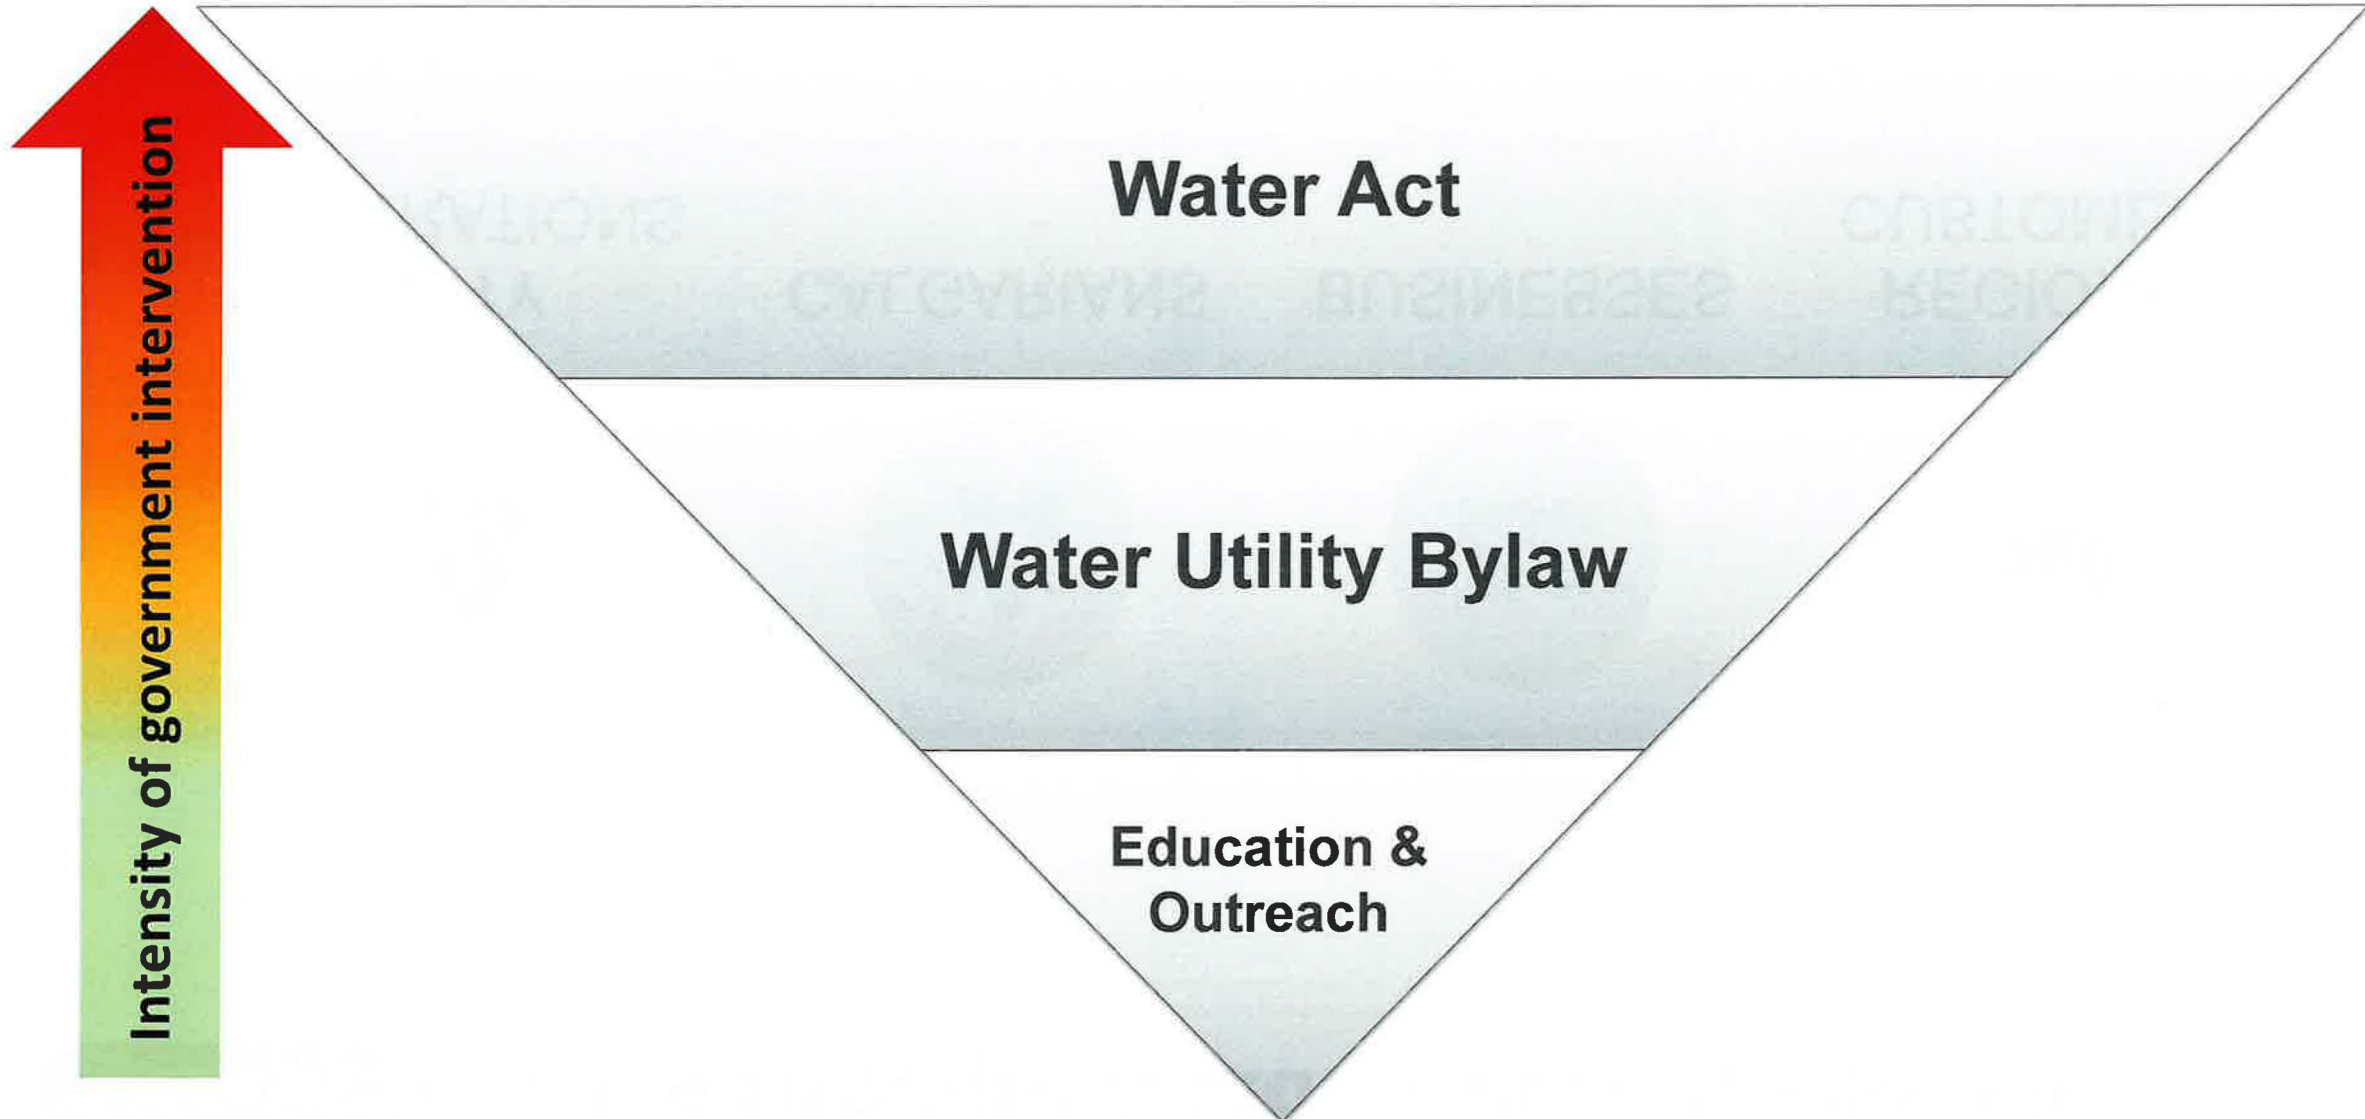 Intensity of government intervention
Water Act
Water Utility Bylaw
Education &
Outreach